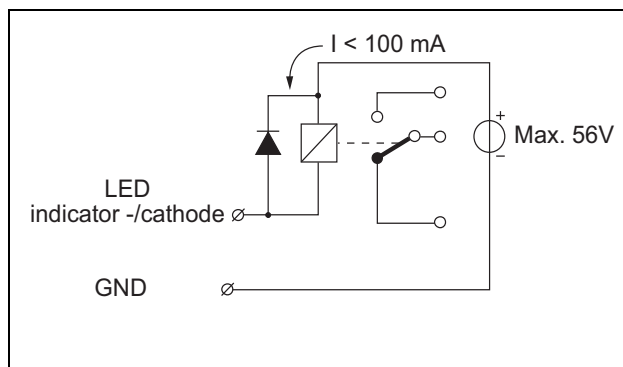 I < 100 mA
+
Max. 56V
−
LED
indicator -/cathode
GND